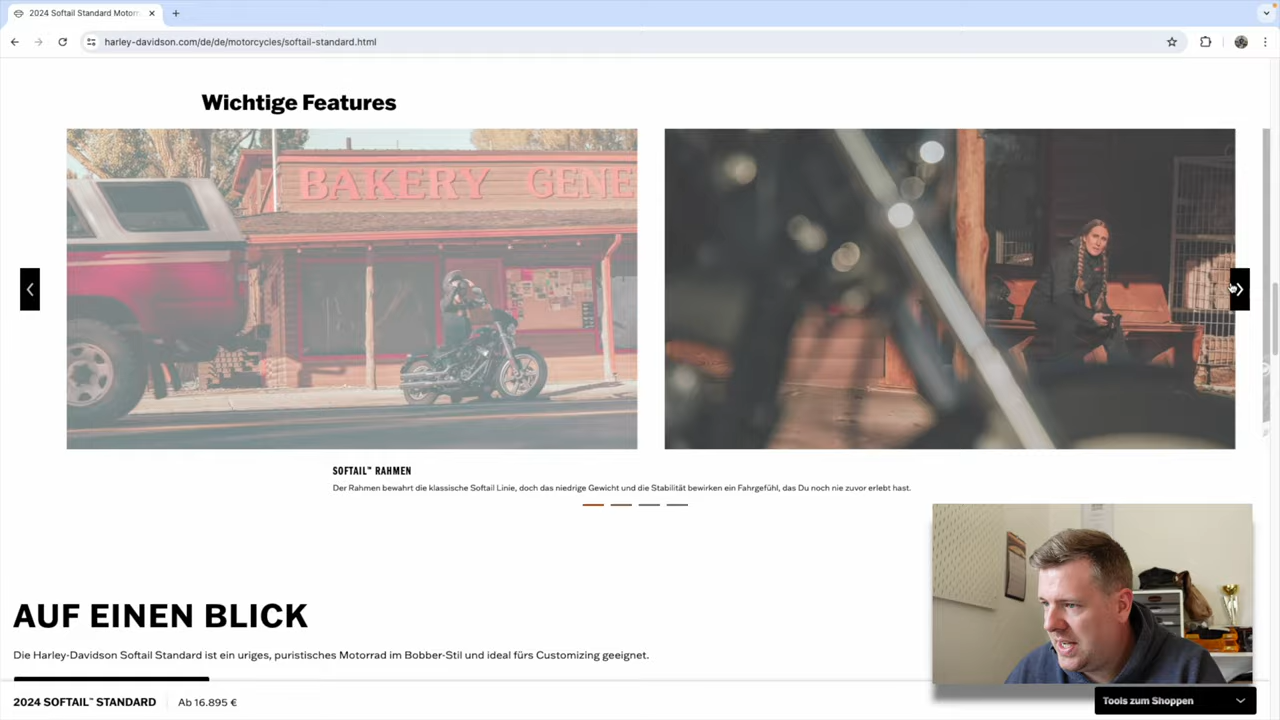 2024 Softail Standard Motorr
harley-davidson.com/de/de/motorcycles/softail-standard.html
Wichtige Features
BAKERY GENE
SOFTAIL™ RAHMEN
Der Rahmen bewahrt die klassische Softail Linie, doch das niedrige Gewicht und die Stabilität bewirken ein Fahrgefühl, das Du noch nie zuvor erlebt hast.
AUF EINEN BLICK
Die Harley-Davidson Softail Standard ist ein uriges, puristisches Motorrad im Bobber-Stil und ideal fürs Customizing geeignet.
2024 SOFTAIL™ STANDARD Ab 16.895 €
Tools zum Shoppen